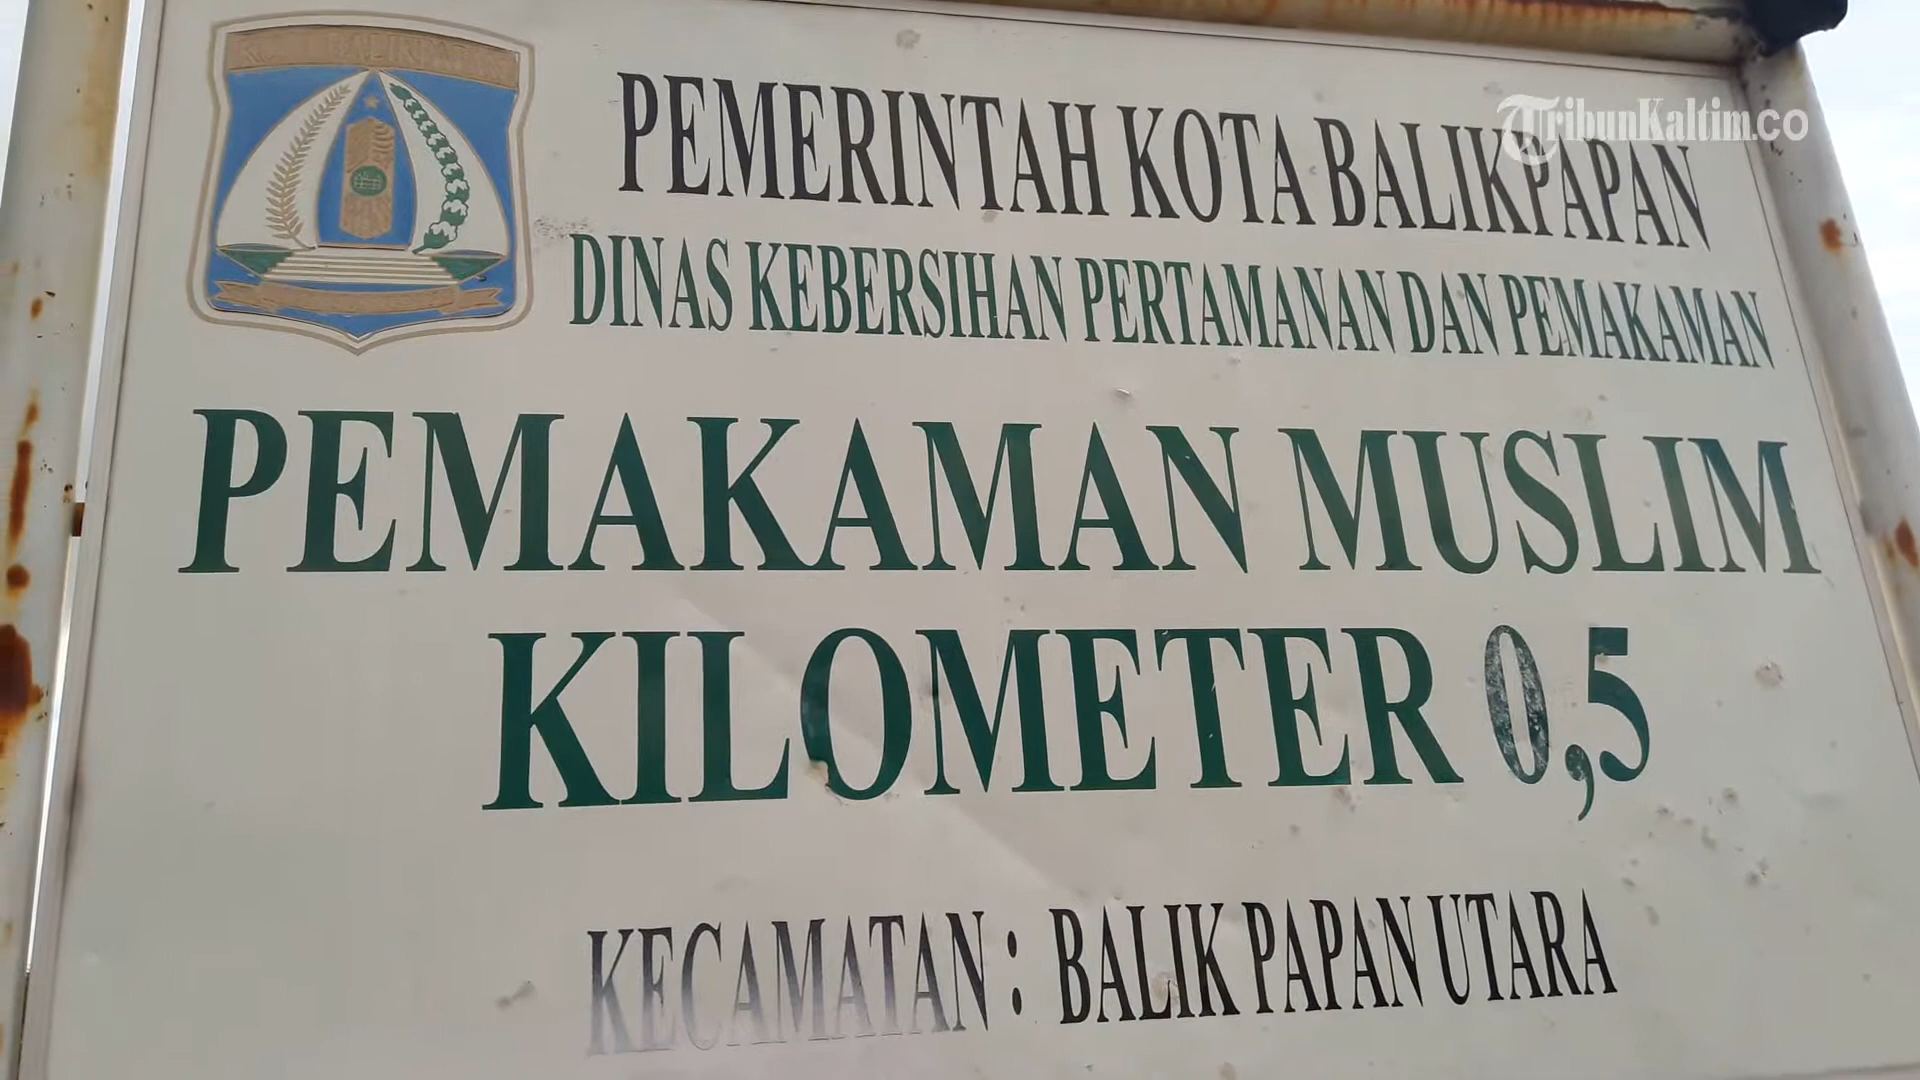 TribunKaltim.co
PEMERINTAH KOTA BALIKPAPAN
DINAS KEBERSIHAN PERTAMANAN DAN PEMAKAMAN
PEMAKAMAN MUSLIM
KILOMETER 0,5
KECAMATAN : BALIK PAPAN UTARA